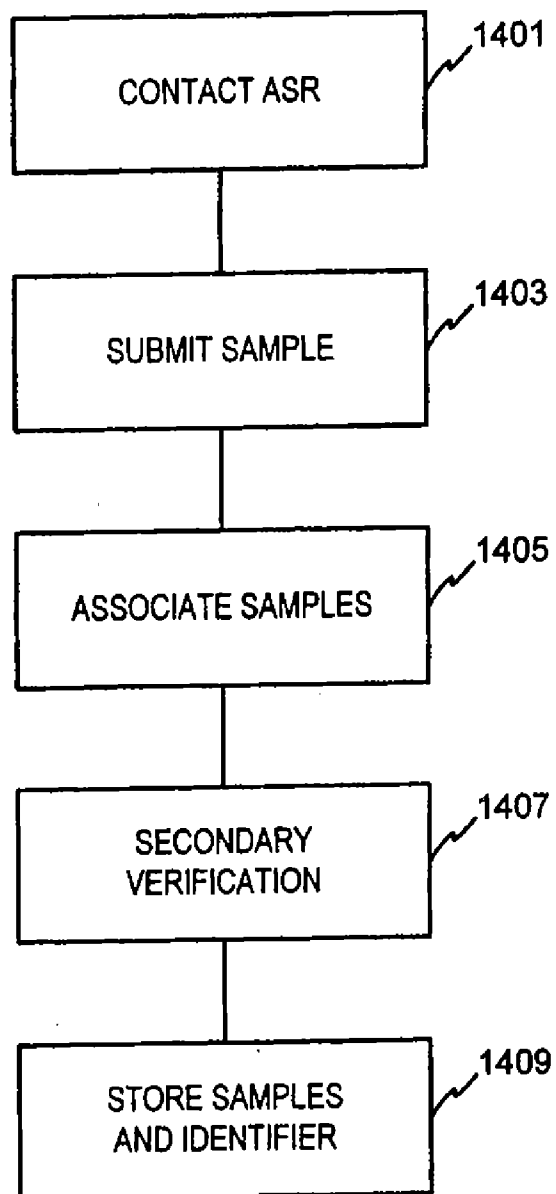 1401
CONTACT ASR
1403
SUBMIT SAMPLE
1405
ASSOCIATE SAMPLES
1407
SECONDARY
VERIFICATION
1409
STORE SAMPLES
AND IDENTIFIER